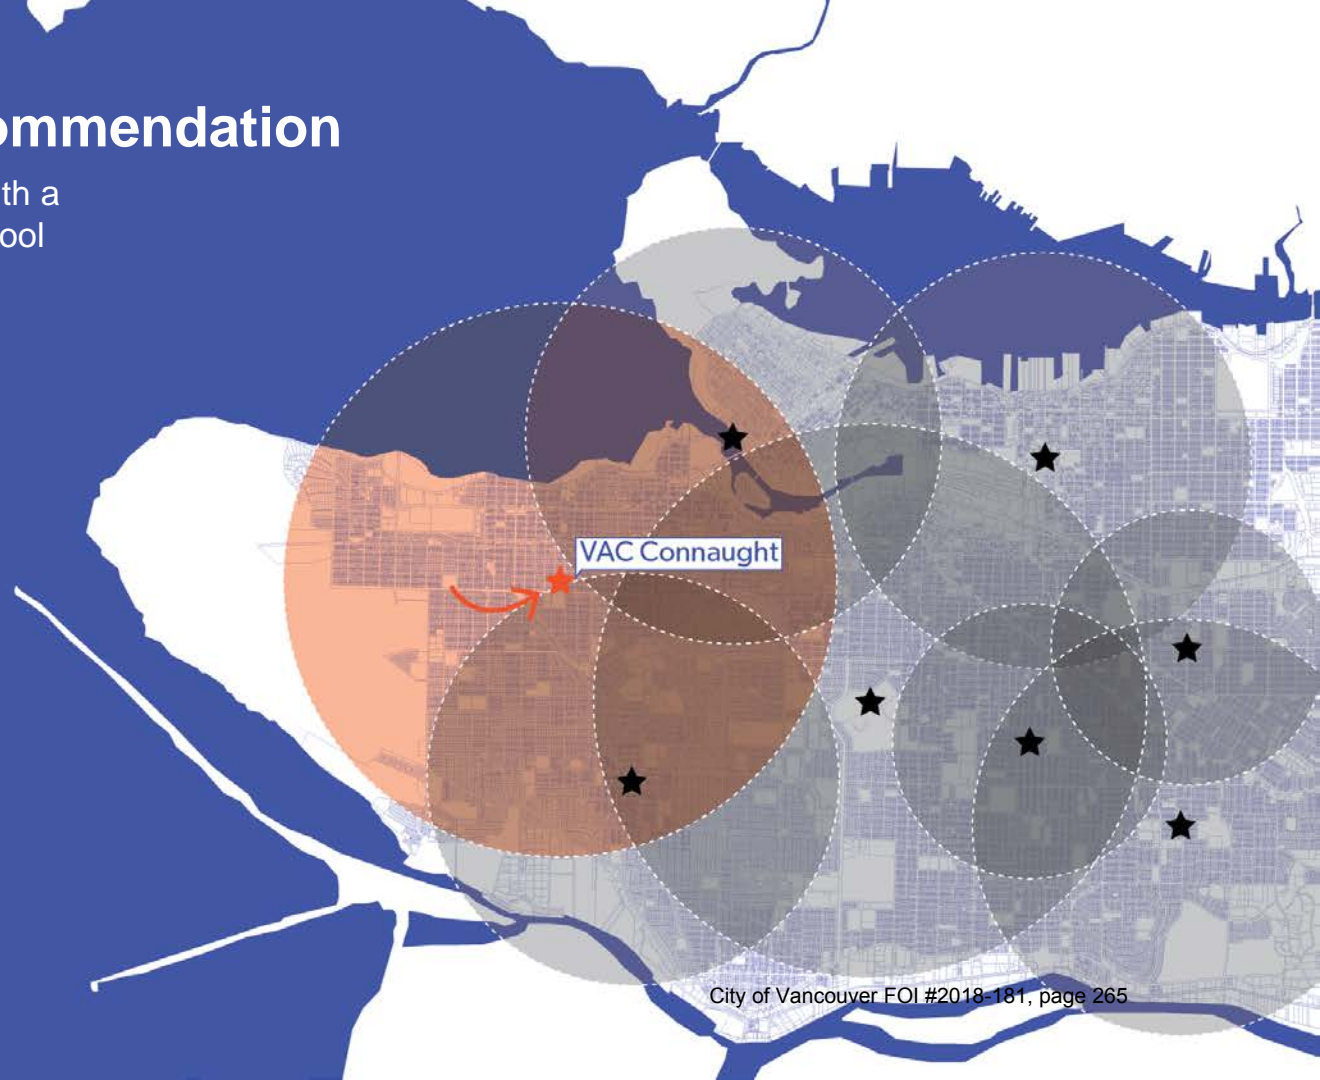 ommendation
th a
ool
VAC Connaught
City of Vancouver FOI #2018-181, page 265